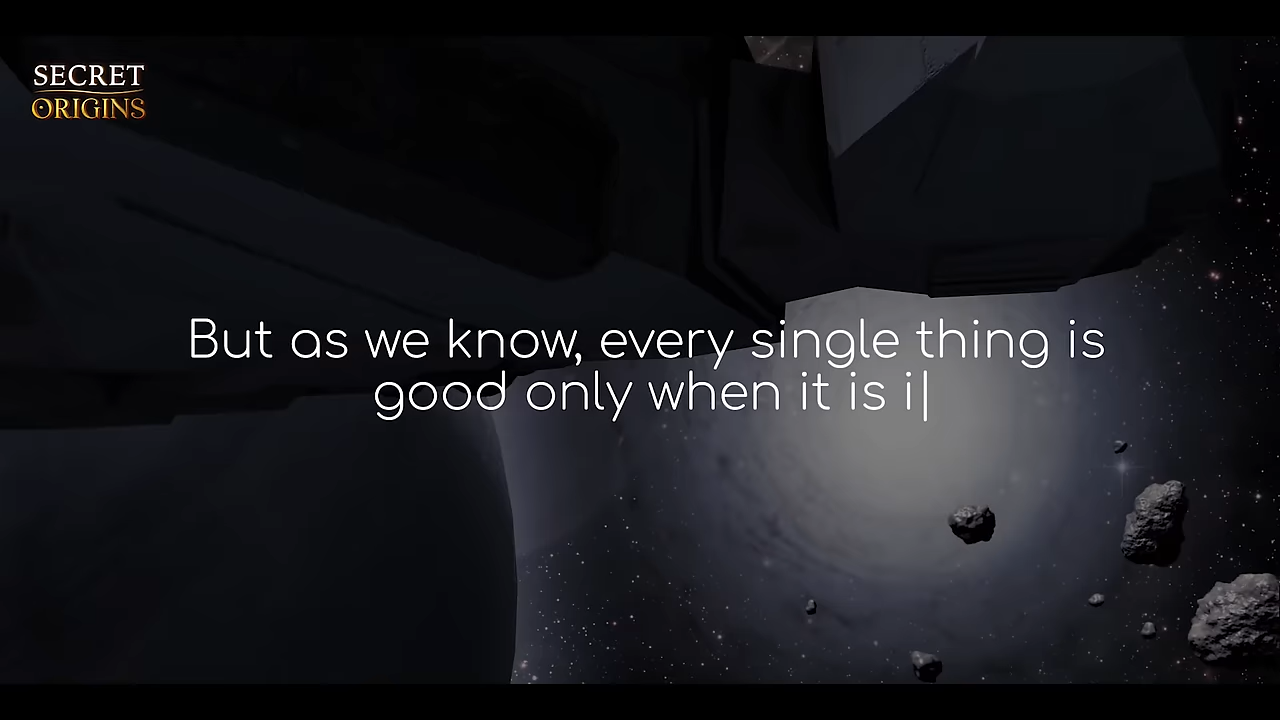 SECRET
ORIGINS
But as we know, every single thing is
good only when it is i|